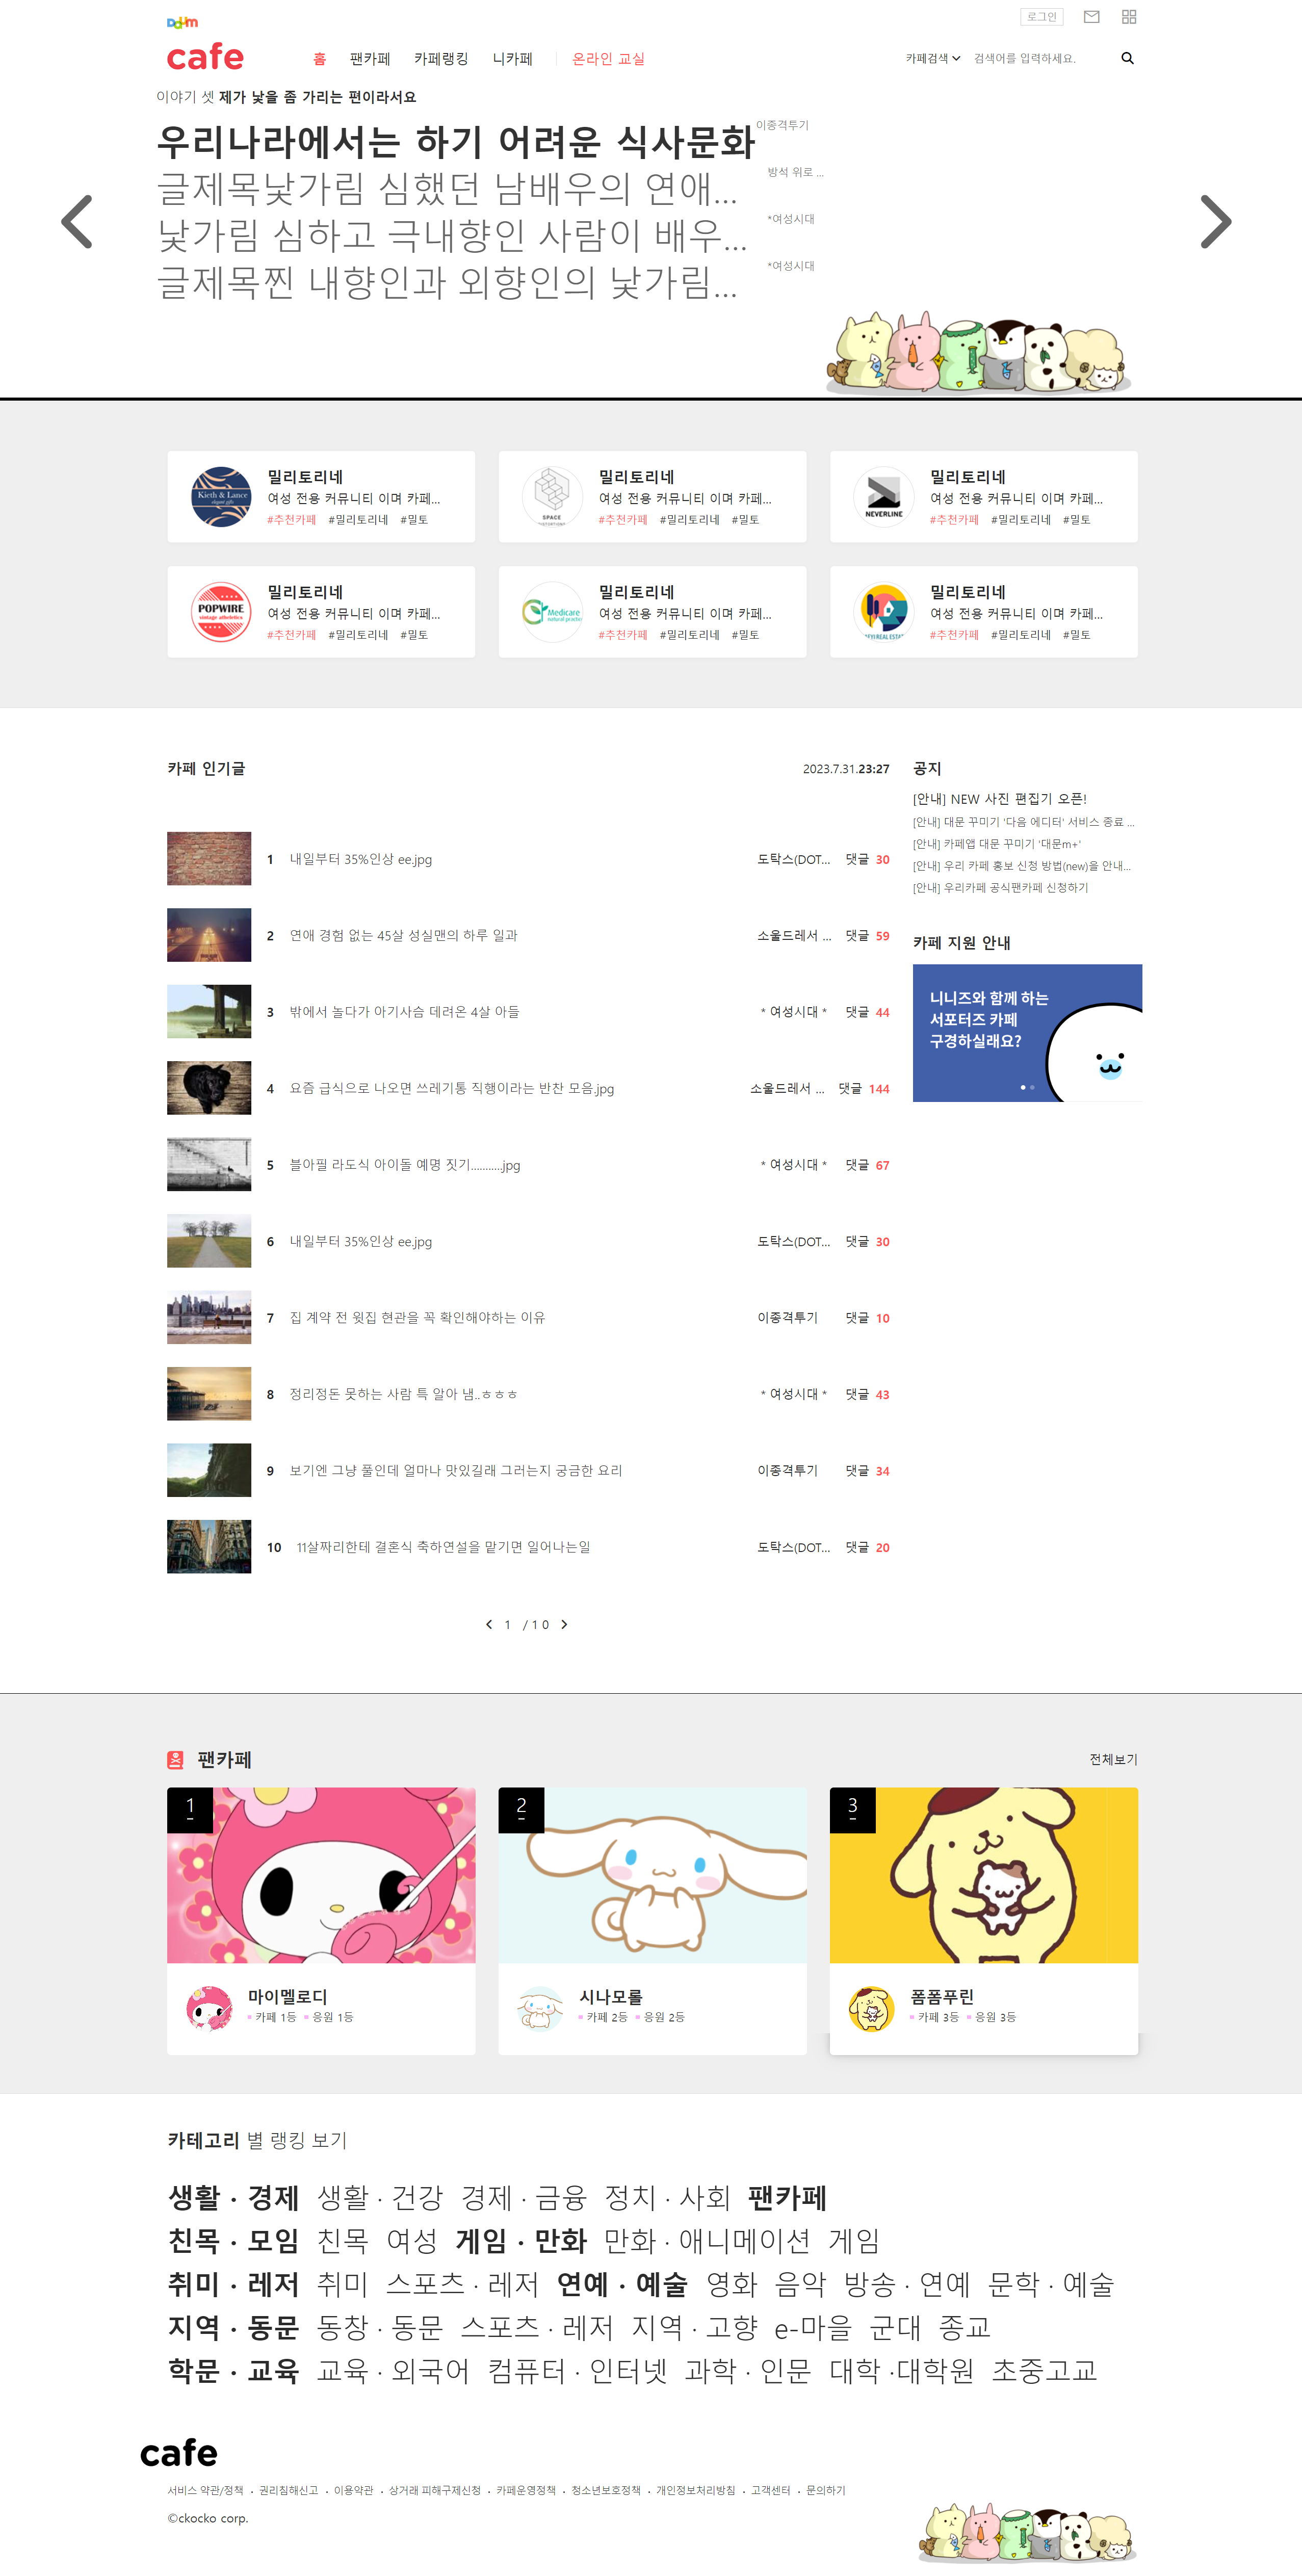 Daum
로그인
cafe
홈 팬카페 카페랭킹 니카페 온라인 교실
카페검색 검색어를 입력하세요.
이야기 셋 제가 낯을 좀 가리는 편이라서요
우리나라에서는 하기 어려운 식사문화 이종격투기
글제목낯가림 심했던 남배우의 연애... 방석 위로 ...
낯가림 심하고 극내향인 사람이 배우... *여성시대
글제목찐 내향인과 외향인의 낯가림... *여성시대
Kieth & Lance
밀리토리네
여성 전용 커뮤니티 이며 카페...
#추천카페 #밀리토리네 #밀토
SPACE
밀리토리네
여성 전용 커뮤니티 이며 카페...
#추천카페 #밀리토리네 #밀토
NEVERLINE
밀리토리네
여성 전용 커뮤니티 이며 카페...
#추천카페 #밀리토리네 #밀토
POPWIRE
vintage atheletics
밀리토리네
여성 전용 커뮤니티 이며 카페...
#추천카페 #밀리토리네 #밀토
Medicare
밀리토리네
여성 전용 커뮤니티 이며 카페...
#추천카페 #밀리토리네 #밀토
밀리토리네
여성 전용 커뮤니티 이며 카페...
#추천카페 #밀리토리네 #밀토
카페 인기글 2023.7.31.23:27
1 내일부터 35%인상 ee.jpg 도탁스(DOT... 댓글 30
2 연애 경험 없는 45살 성실맨의 하루 일과 소울드레서 ... 댓글 59
3 밖에서 놀다가 아기사슴 데려온 4살 아들 * 여성시대 * 댓글 44
4 요즘 급식으로 나오면 쓰레기통 직행이라는 반찬 모음.jpg 소울드레서 ... 댓글 144
5 블아필 라도식 아이돌 예명 짓기...........jpg * 여성시대 * 댓글 67
6 내일부터 35%인상 ee.jpg 도탁스(DOT... 댓글 30
7 집 계약 전 윗집 현관을 꼭 확인해야하는 이유 이종격투기 댓글 10
8 정리정돈 못하는 사람 특 알아 냄..ㅎㅎㅎ * 여성시대 * 댓글 43
9 보기엔 그냥 풀인데 얼마나 맛있길래 그러는지 궁금한 요리 이종격투기 댓글 34
10 11살짜리한테 결혼식 축하연설을 맡기면 일어나는일 도탁스(DOT... 댓글 20
1 / 1 0
공지
[안내] NEW 사진 편집기 오픈!
[안내] 대문 꾸미기 '다음 에디터' 서비스 종료 ...
[안내] 카페앱 대문 꾸미기 '대문m+'
[안내] 우리 카페 홍보 신청 방법(new)을 안내...
[안내] 우리카페 공식팬카페 신청하기
카페 지원 안내
니니즈와 함께 하는
서포터즈 카페
구경하실래요?
팬카페 전체보기
1
마이멜로디
카페 1등 응원 1등
2
시나모롤
카페 2등 응원 2등
3
폼폼푸린
카페 3등 응원 3등
카테고리 별 랭킹 보기
생활 · 경제 생활 · 건강 경제 · 금융 정치 · 사회 팬카페
친목 · 모임 친목 여성 게임 · 만화 만화 · 애니메이션 게임
취미 · 레저 취미 스포츠 · 레저 연예 · 예술 영화 음악 방송 · 연예 문학 · 예술
지역 · 동문 동창 · 동문 스포츠 · 레저 지역 · 고향 e-마을 군대 종교
학문 · 교육 교육 · 외국어 컴퓨터 · 인터넷 과학 · 인문 대학 ·대학원 초중고교
cafe
서비스 약관/정책 • 권리침해신고 • 이용약관 • 상거래 피해구제신청 • 카페운영정책 • 청소년보호정책 • 개인정보처리방침 • 고객센터 • 문의하기
©ckocko corp.